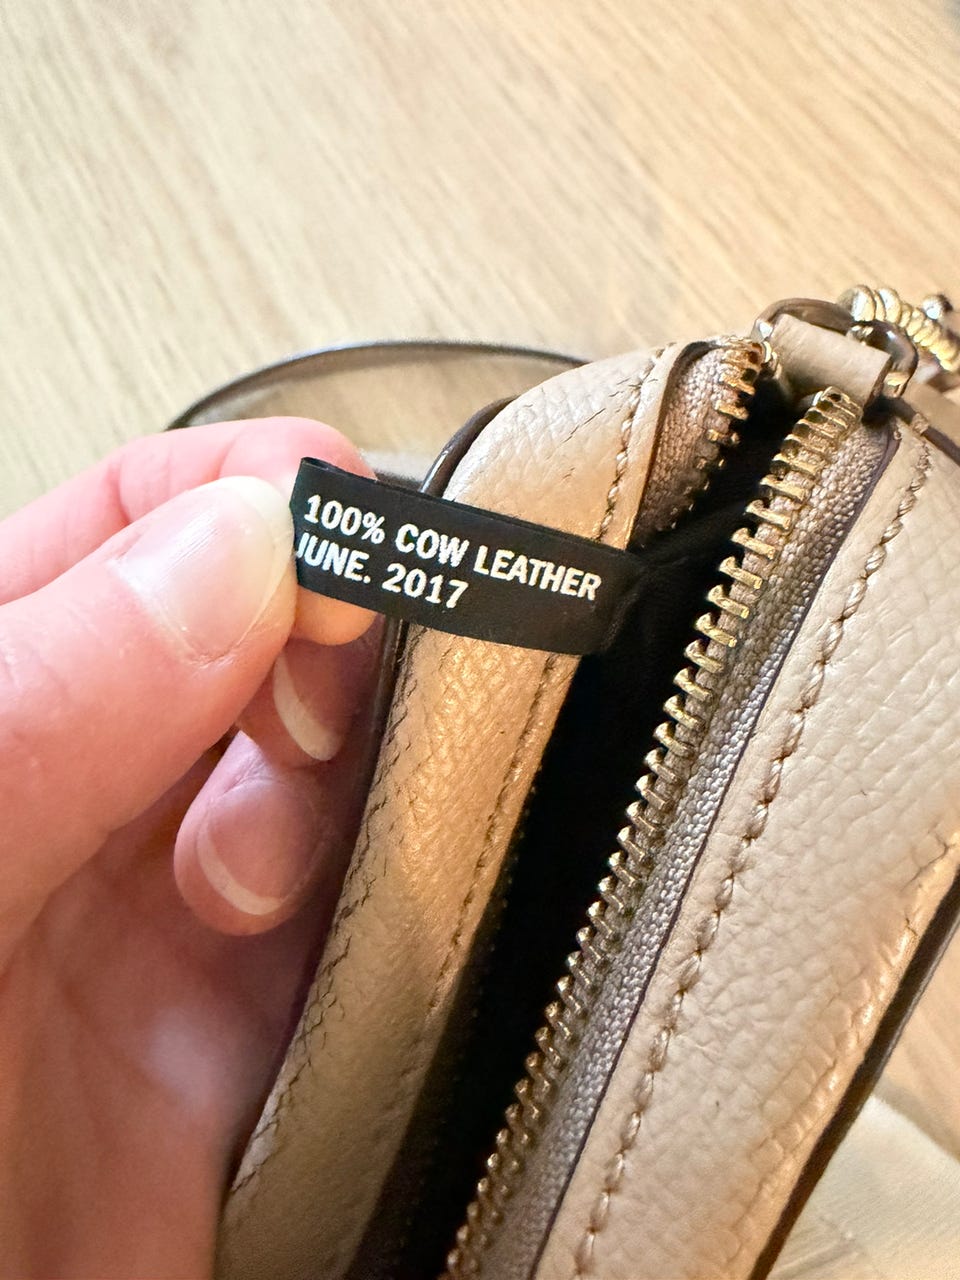 100% COW LEATHER
JUNE. 2017